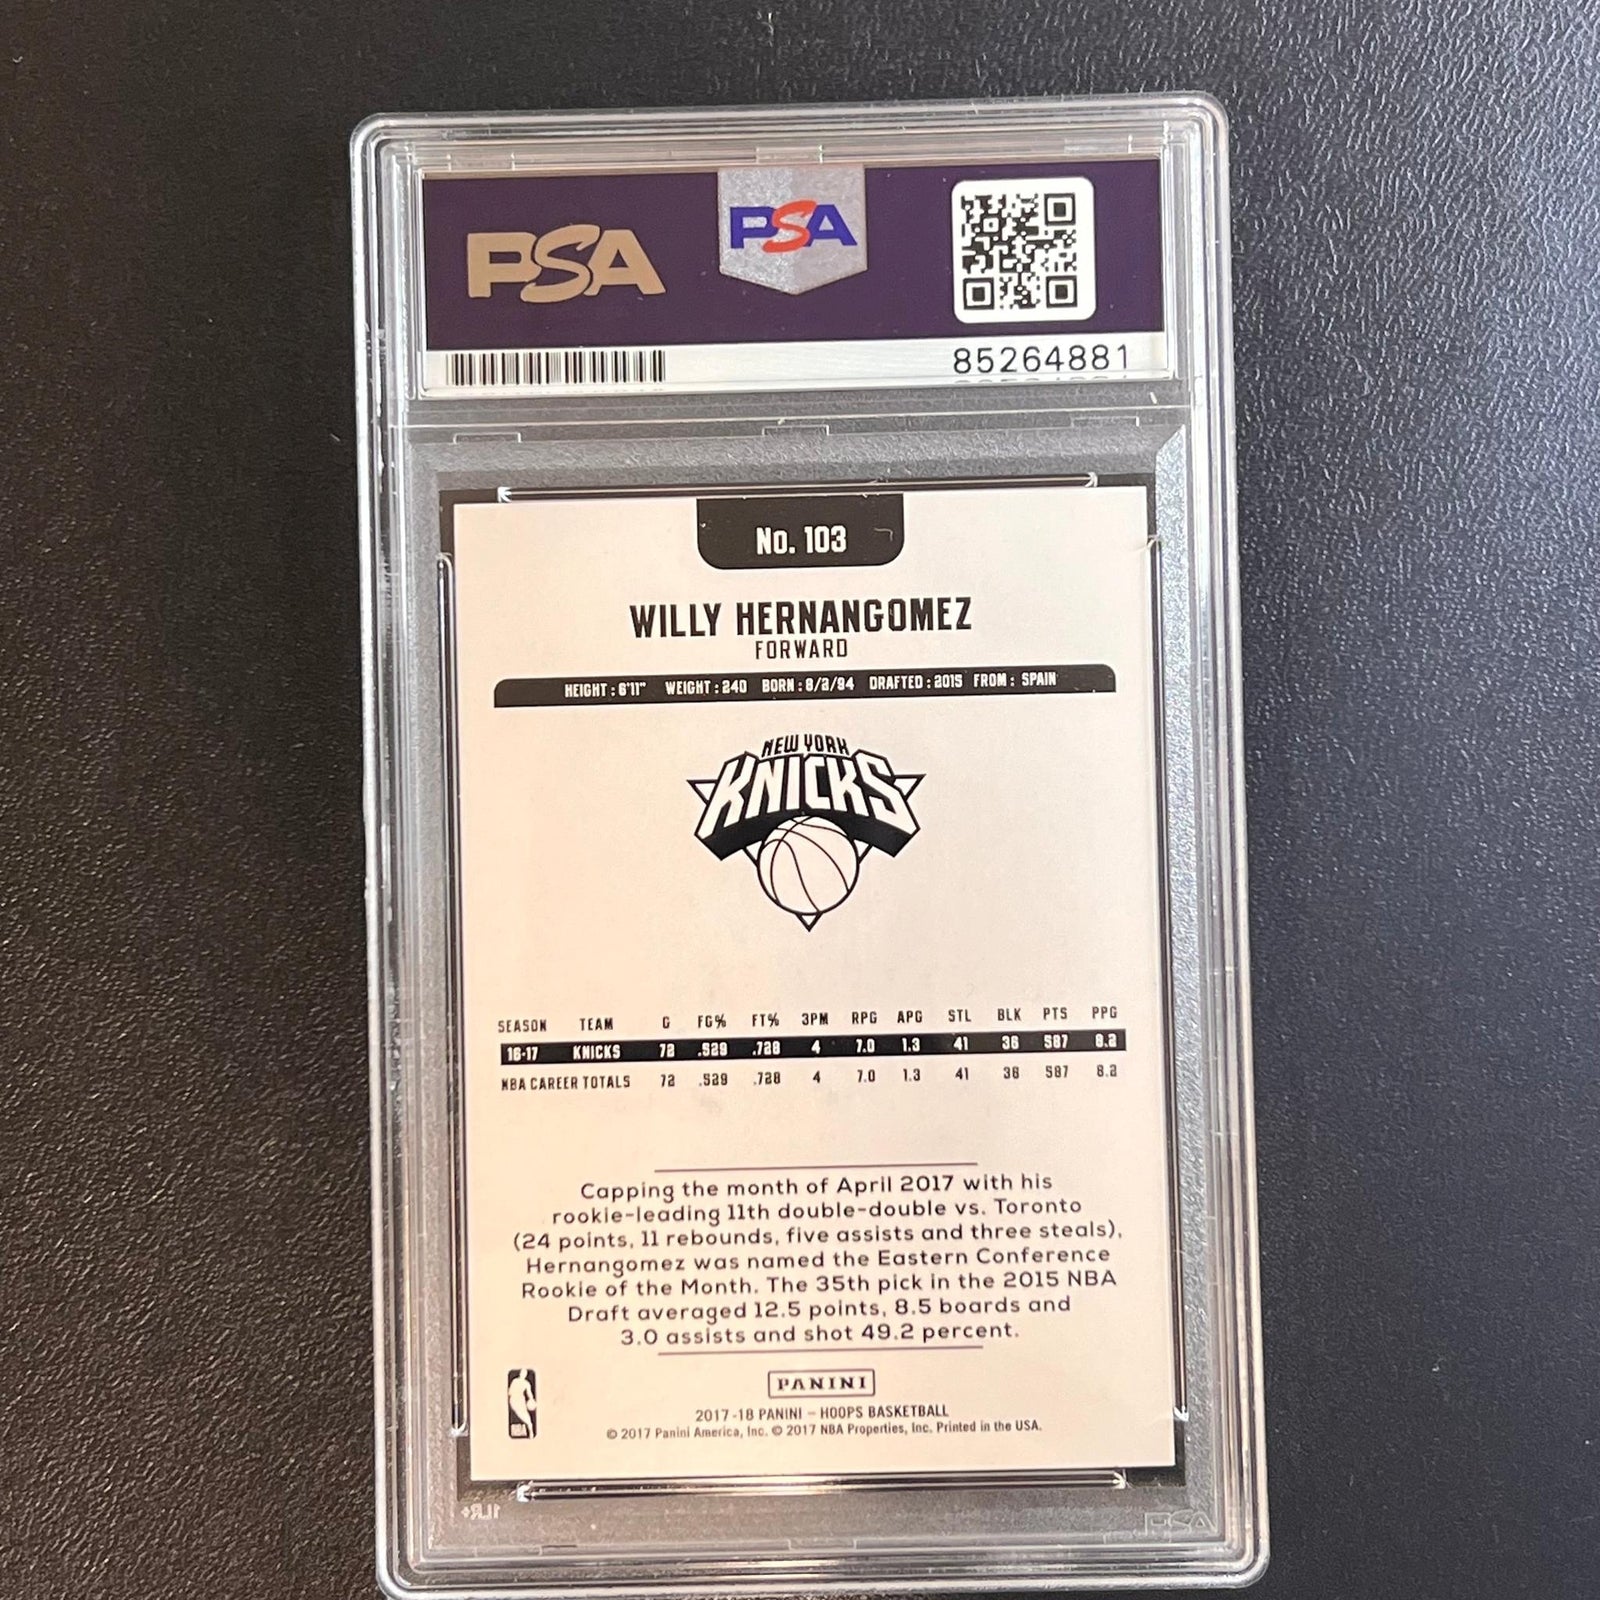 PSA
PSA
85264881
No. 103
WILLY HERNANGOMEZ
FORWARD
HEIGHT : 6'11" WEIGHT : 240 BORN : 8/2/94 DRAFTED : 2015 FROM : SPAIN
NEW YORK
KNICKS
SEASON TEAM G FG% FT% 3PM RPG APG STL BLK PTS PPG
16-17 KNICKS 72 .529 .728 4 7.0 1.3 41 36 587 8.2
NBA CAREER TOTALS 72 .529 .728 4 7.0 1.3 41 36 587 8.2
Capping the month of April 2017 with his
rookie-leading 11th double-double vs. Toronto
(24 points, 11 rebounds, five assists and three steals),
Hernangomez was named the Eastern Conference
Rookie of the Month. The 35th pick in the 2015 NBA
Draft averaged 12.5 points, 8.5 boards and
3.0 assists and shot 49.2 percent.
PANINI
NBA
2017-18 PANINI – HOOPS BASKETBALL
© 2017 Panini America, Inc. © 2017 NBA Properties, Inc. Printed in the USA.
PSA